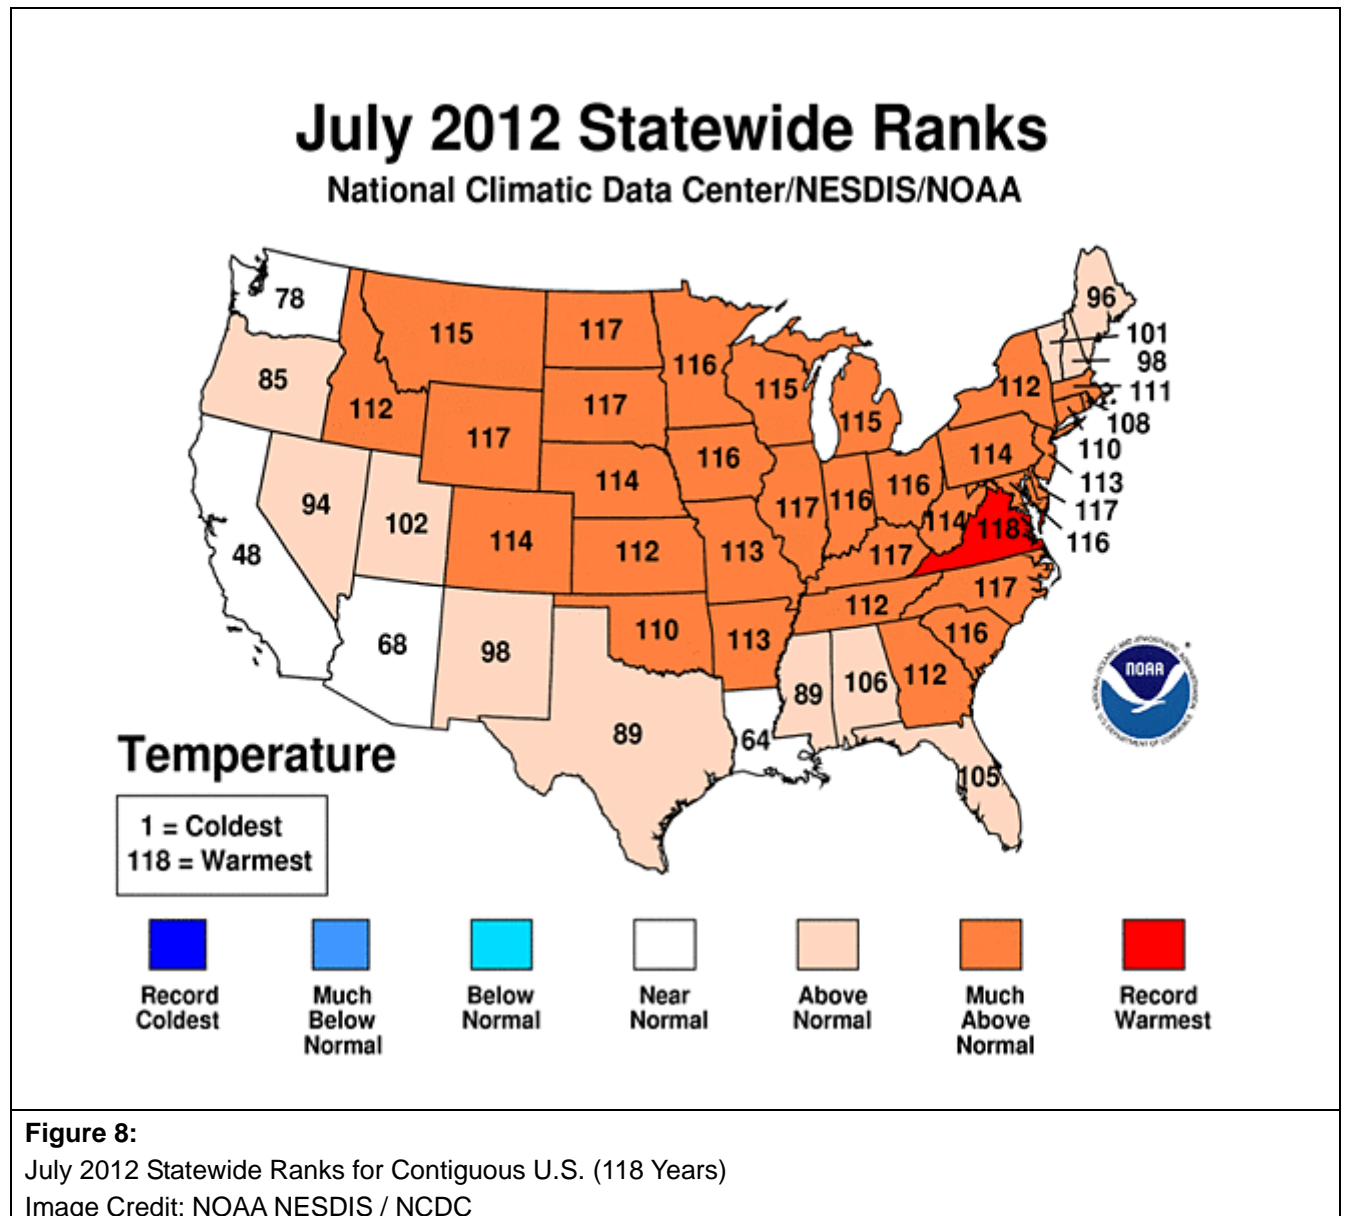 July 2012 Statewide Ranks
National Climatic Data Center/NESDIS/NOAA
78
115
117
116
96
101
98
85
112
117
117
115
115
112
111
108
110
116
114
113
94
102
114
114
117
116
116
114
118
117
116
48
112
113
117
117
68
98
110
113
112
116
112
89
106
89
64
105
NOAA
Temperature
1 = Coldest
118 = Warmest
Record
Coldest
Much
Below
Normal
Below
Normal
Near
Normal
Above
Normal
Much
Above
Normal
Record
Warmest
Figure 8:
July 2012 Statewide Ranks for Contiguous U.S. (118 Years)
Image Credit: NOAA NESDIS / NCDC